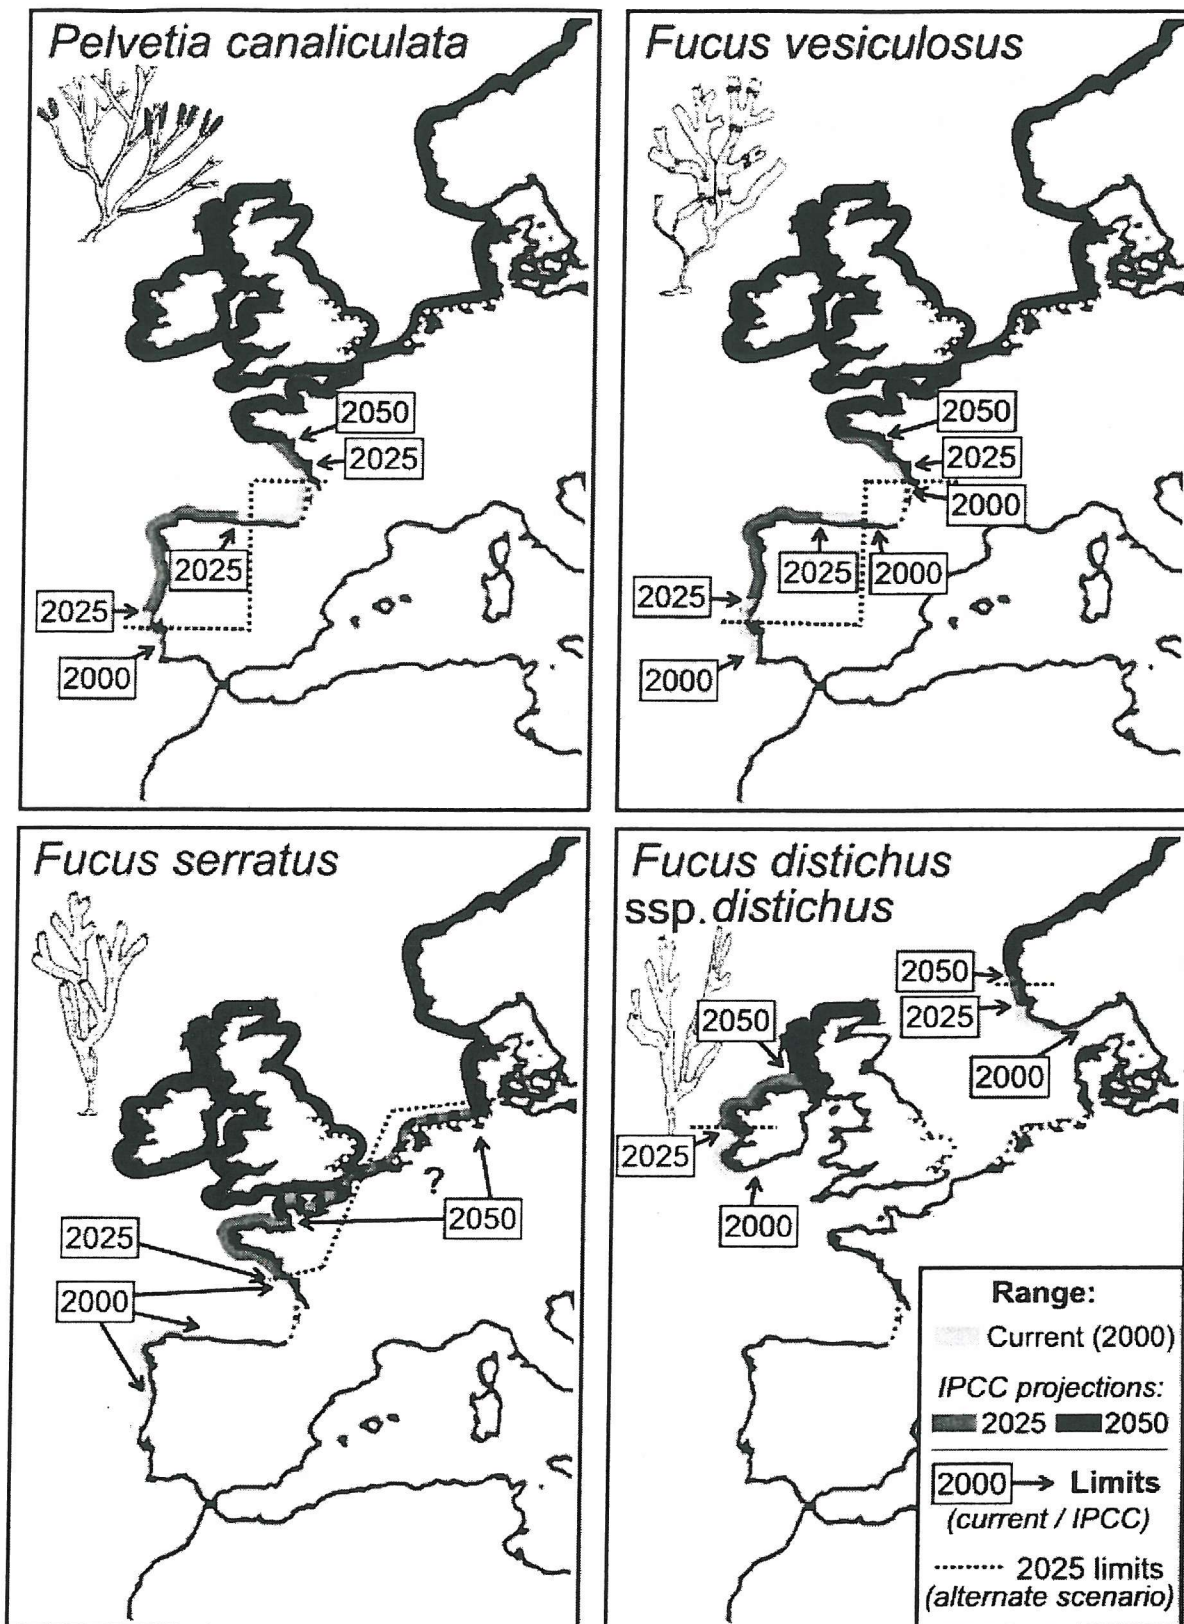 Pelvetia canaliculata
2050
2025
2025
2025
2000
Fucus vesiculosus
2050
2025
2000
2025
2000
2025
2000
Fucus serratus
?
2050
2025
2000
Fucus distichus
ssp. distichus
2050
2025
2050
2000
2025
2000
Range:
Current (2000)
IPCC projections:
2025 2050
2000 Limits
(current / IPCC)
2025 limits
(alternate scenario)